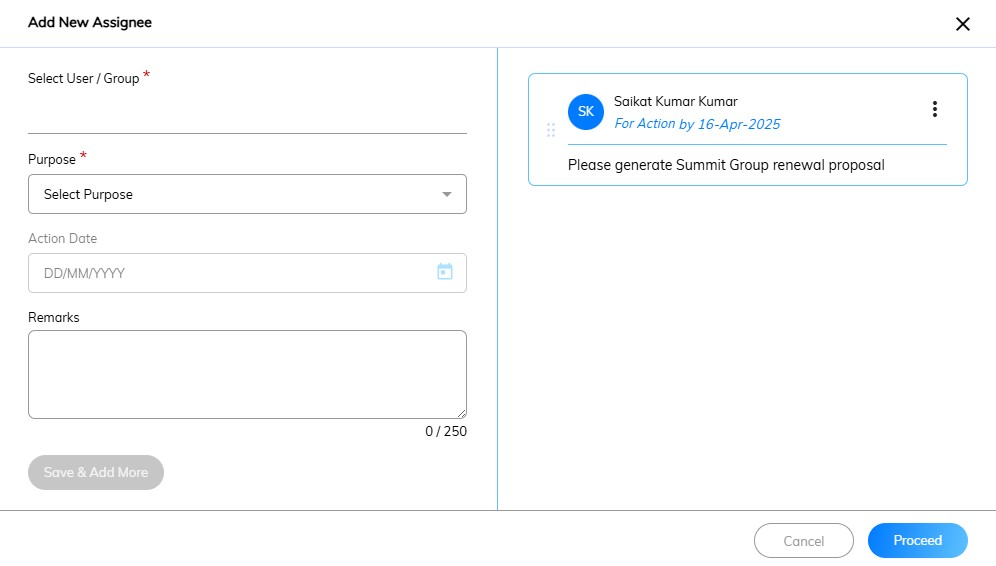 Add New Assignee
Select User / Group *
Purpose *
Select Purpose
Action Date
DD/MM/YYYY
Remarks
0 / 250
Save & Add More
SK
Saikat Kumar Kumar
For Action by 16-Apr-2025
Please generate Summit Group renewal proposal
Cancel
Proceed